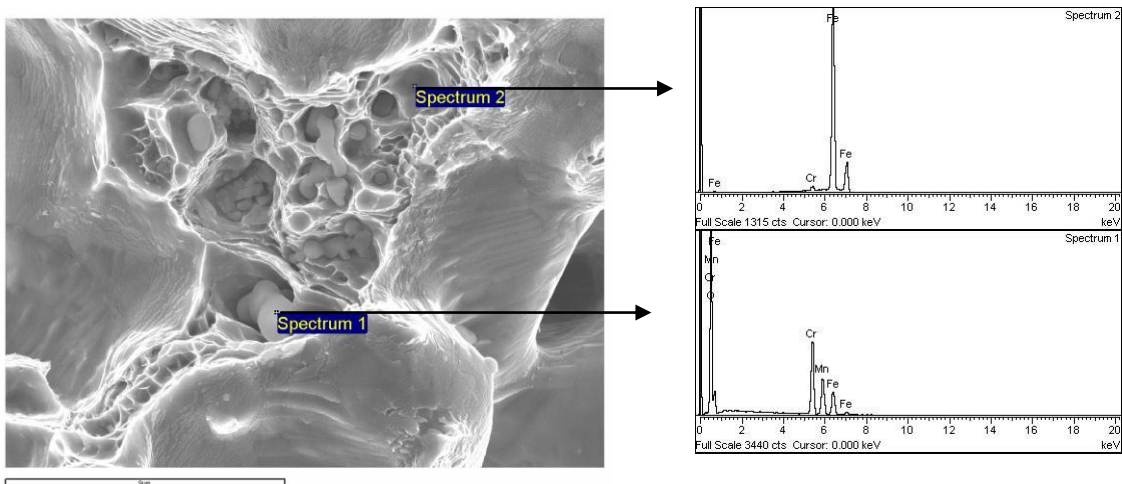 Spectrum 2
Spectrum 1
Spectrum 2
Fe
Fe
Cr
Fe
0 2 4 6 8 10 12 14 16 18 20
Full Scale 1315 cts Cursor: 0.000 keV keV
Spectrum 1
Fe
Mn
Cr
O
Cr
Mn
Fe
Fe
0 2 4 6 8 10 12 14 16 18 20
Full Scale 3440 cts Cursor: 0.000 keV keV